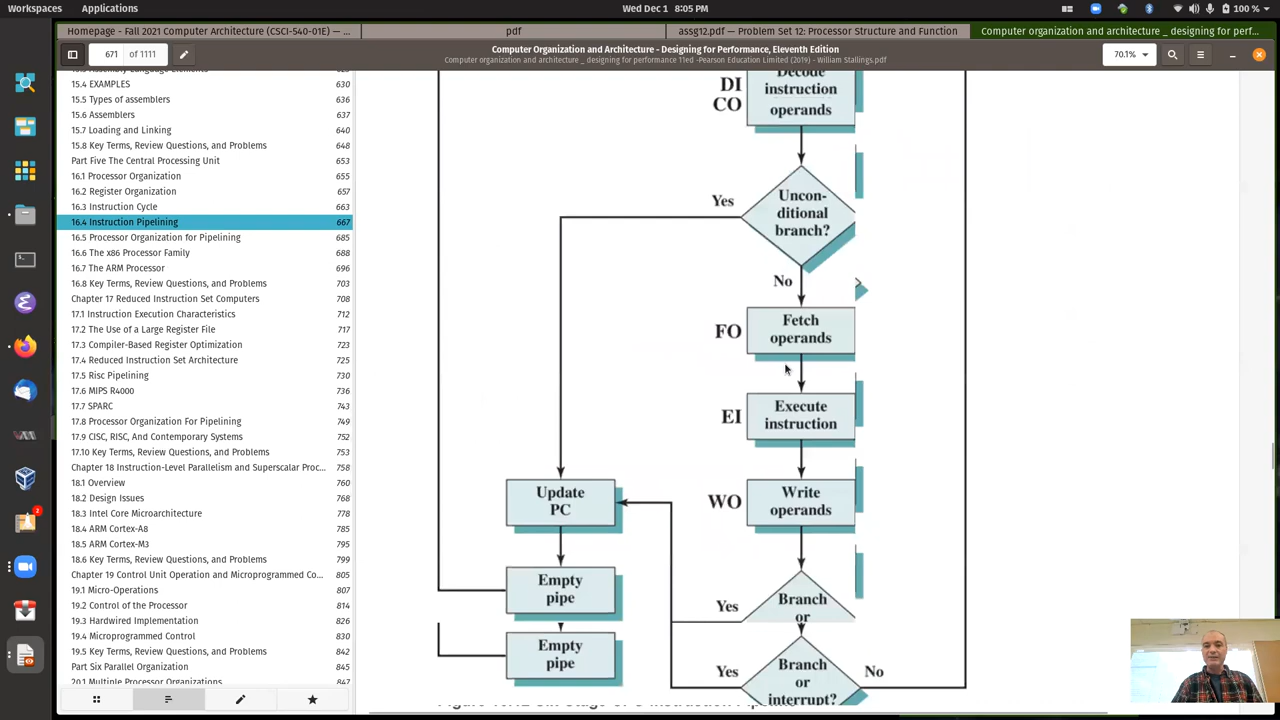 Workspaces Applications
Wed Dec 1 8:05 PM
100 %
Homepage - Fall 2021 Computer Architecture (CSCI-540-01E) — ...
pdf
assg12.pdf — Problem Set 12: Processor Structure and Function
Computer organization and architecture _ designing for perf...
671 of 1111
Computer Organization and Architecture - Designing for Performance, Eleventh Edition
Computer organization and architecture _ designing for performance 11ed -Pearson Education Limited (2019) - William Stallings.pdf
70.1%
15.4 EXAMPLES 630
15.5 Types of assemblers 636
15.6 Assemblers 637
15.7 Loading and Linking 640
15.8 Key Terms, Review Questions, and Problems 648
Part Five The Central Processing Unit 653
16.1 Processor Organization 655
16.2 Register Organization 657
16.3 Instruction Cycle 663
16.4 Instruction Pipelining 667
16.5 Processor Organization for Pipelining 685
16.6 The x86 Processor Family 688
16.7 The ARM Processor 696
16.8 Key Terms, Review Questions, and Problems 703
Chapter 17 Reduced Instruction Set Computers 708
17.1 Instruction Execution Characteristics 712
17.2 The Use of a Large Register File 717
17.3 Compiler-Based Register Optimization 723
17.4 Reduced Instruction Set Architecture 725
17.5 Risc Pipelining 730
17.6 MIPS R4000 736
17.7 SPARC 743
17.8 Processor Organization For Pipelining 749
17.9 CISC, RISC, And Contemporary Systems 752
17.10 Key Terms, Review Questions, and Problems 753
Chapter 18 Instruction-Level Parallelism and Superscalar Proc... 758
18.1 Overview 760
18.2 Design Issues 768
18.3 Intel Core Microarchitecture 778
18.4 ARM Cortex-A8 785
18.5 ARM Cortex-M3 795
18.6 Key Terms, Review Questions, and Problems 799
Chapter 19 Control Unit Operation and Microprogrammed Co... 805
19.1 Micro-Operations 807
19.2 Control of the Processor 814
19.3 Hardwired Implementation 826
19.4 Microprogrammed Control 830
19.5 Key Terms, Review Questions, and Problems 842
Part Six Parallel Organization 845
20.1 Multiple Processor Organizations 847
DI
CO
Decode
instruction
operands
Yes
Uncon-
ditional
branch?
No
FO
Fetch
operands
EI
Execute
instruction
Update
PC
WO
Write
operands
Empty
pipe
Yes
Branch
or
Empty
pipe
Yes
Branch
or
interrupt?
No
2